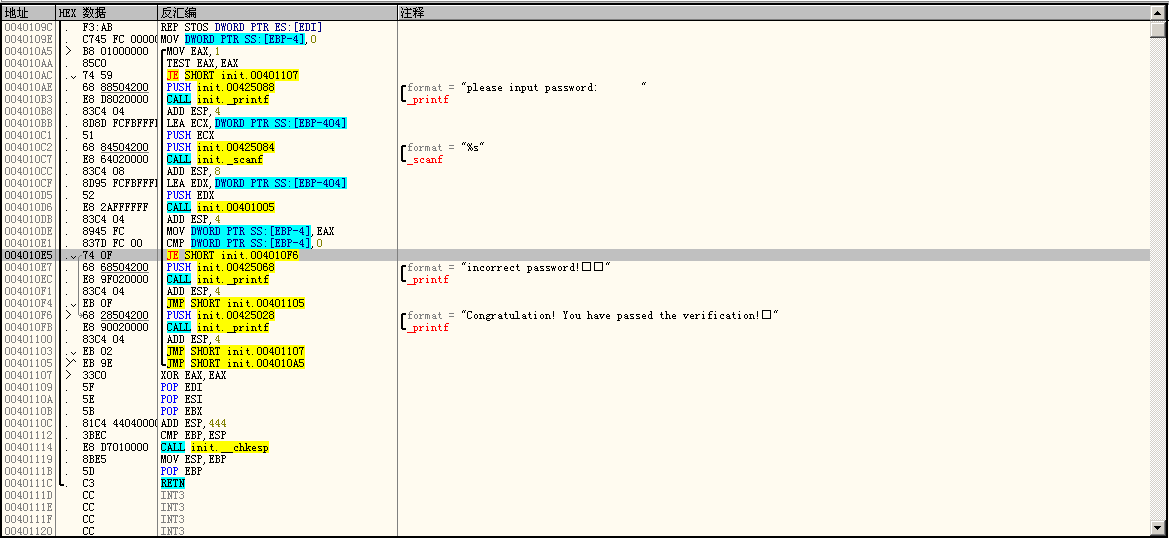 地址 HEX 数据 反汇编 注释
0040109C . F3:AB REP STOS DWORD PTR ES:[EDI]
0040109E . C745 FC 00000 MOV DWORD PTR SS:[EBP-4],0
004010A5 > B8 01000000 MOV EAX,1
004010AA . 85C0 TEST EAX,EAX
004010AC . 74 59 JE SHORT init.00401107
004010AE . 68 88504200 PUSH init.00425088 format = "please input password: "
004010B3 . E8 D8020000 CALL init._printf _printf
004010B8 . 83C4 04 ADD ESP,4
004010BB . 8D8D FCFBFFF LEA ECX,DWORD PTR SS:[EBP-404]
004010C1 . 51 PUSH ECX
004010C2 . 68 84504200 PUSH init.00425084 format = "%s"
004010C7 . E8 64020000 CALL init._scanf _scanf
004010CC . 83C4 08 ADD ESP,8
004010CF . 8D95 FCFBFFF LEA EDX,DWORD PTR SS:[EBP-404]
004010D5 . 52 PUSH EDX
004010D6 . E8 2AFFFFFF CALL init.00401005
004010DB . 83C4 04 ADD ESP,4
004010DE . 8945 FC MOV DWORD PTR SS:[EBP-4],EAX
004010E1 . 837D FC 00 CMP DWORD PTR SS:[EBP-4],0
004010E5 . 74 0F JE SHORT init.004010F6
004010E7 . 68 68504200 PUSH init.00425068 format = "incorrect password!□□"
004010EC . E8 9F020000 CALL init._printf _printf
004010F1 . 83C4 04 ADD ESP,4
004010F4 . EB 0F JMP SHORT init.00401105
004010F6 > 68 28504200 PUSH init.00425028 format = "Congratulation! You have passed the verification!□"
004010FB . E8 90020000 CALL init._printf _printf
00401100 . 83C4 04 ADD ESP,4
00401103 . EB 02 JMP SHORT init.00401107
00401105 > EB 9E JMP SHORT init.004010A5
00401107 > 33C0 XOR EAX,EAX
00401109 . 5F POP EDI
0040110A . 5E POP ESI
0040110B . 5B POP EBX
0040110C . 81C4 44040000 ADD ESP,444
00401112 . 3BEC CMP EBP,ESP
00401114 . E8 D7010000 CALL init.__chkesp
00401119 . 8BE5 MOV ESP,EBP
0040111B . 5D POP EBP
0040111C . C3 RETN
0040111D CC INT3
0040111E CC INT3
0040111F CC INT3
00401120 CC INT3